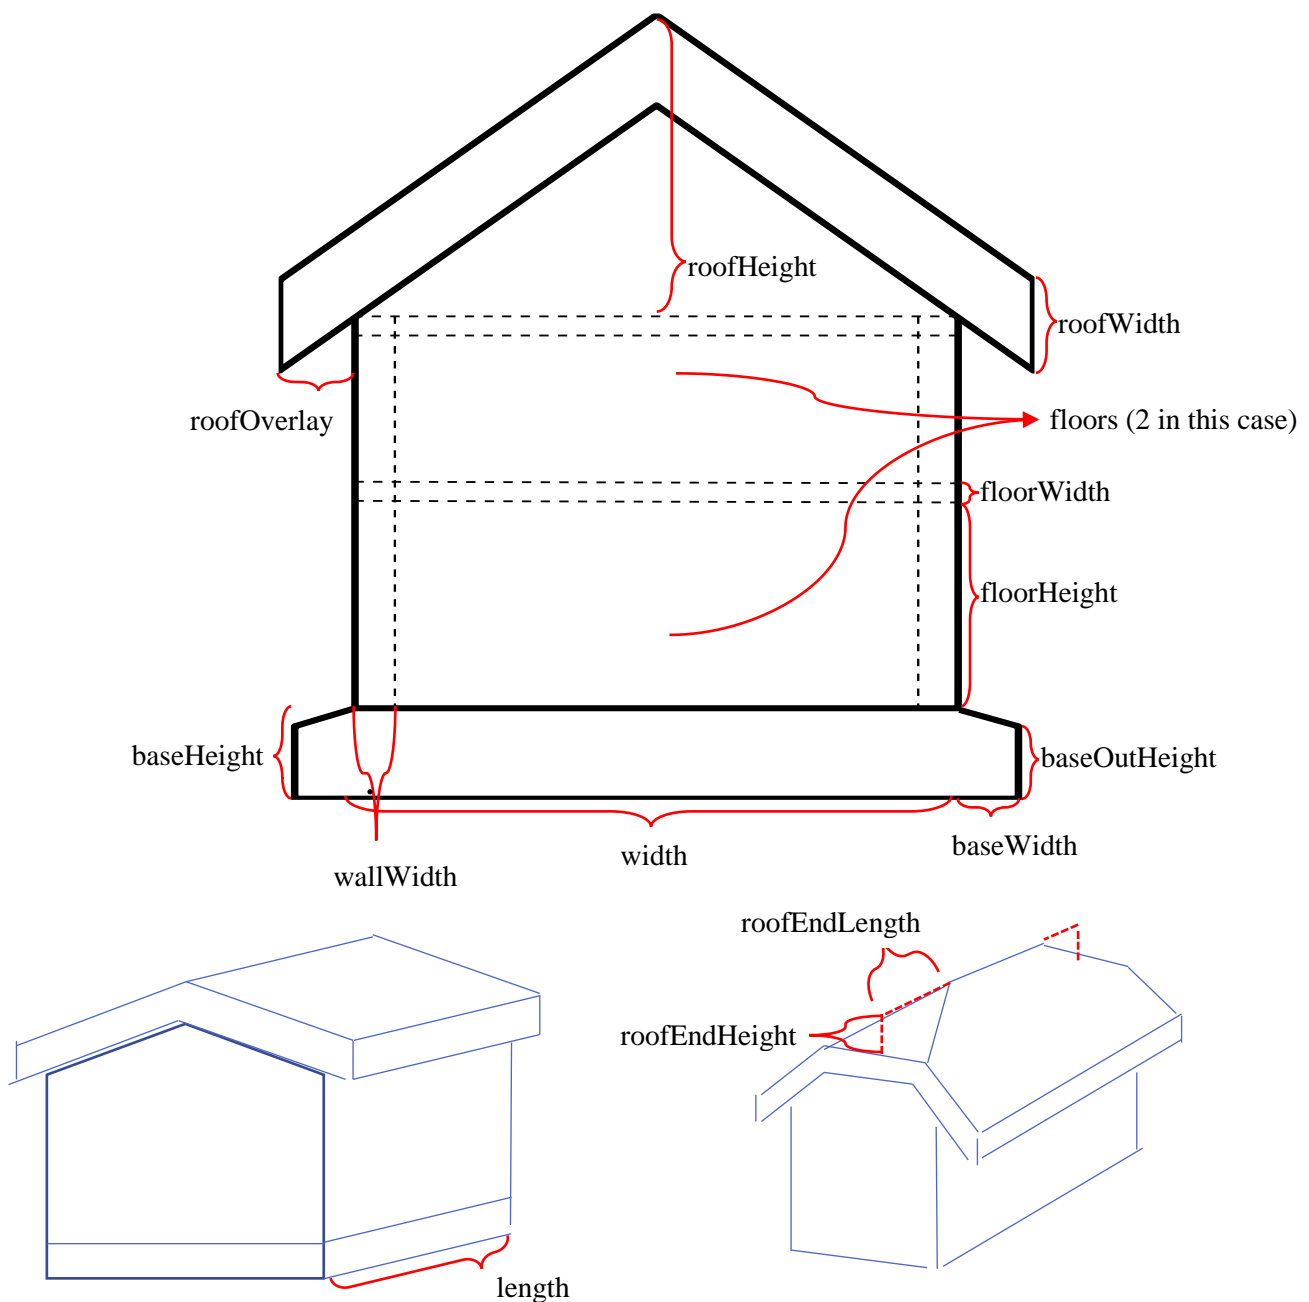 roofHeight
roofWidth
roofOverlay
floors (2 in this case)
floorWidth
floorHeight
baseHeight
baseOutHeight
width
baseWidth
wallWidth
roofEndLength
roofEndHeight
length